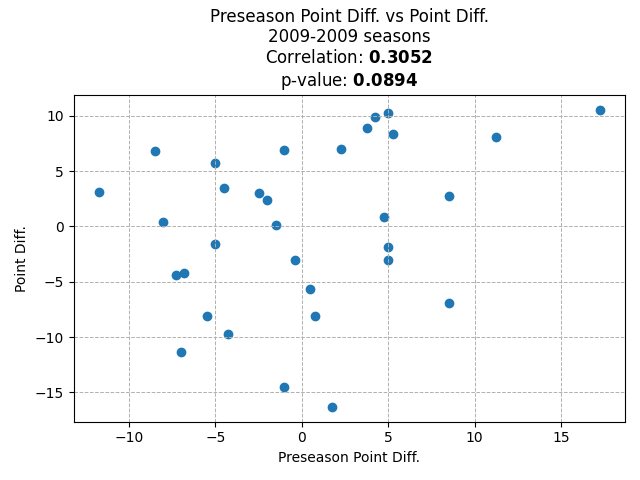 Preseason Point Diff. vs Point Diff.
2009-2009 seasons
Correlation: 0.3052
p-value: 0.0894
10
5
0
−5
−10
−15
Point Diff.
−10
−5
0
5
10
15
Preseason Point Diff.